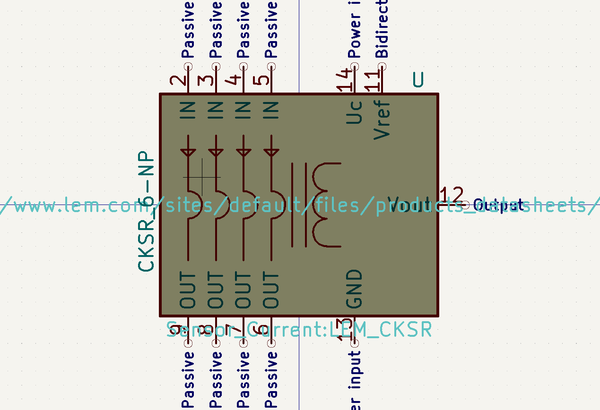 Passive
Passive
Passive
Passive
Power i
Bidirect
2
3
4
5
14
11
U
IN
IN
IN
IN
Uc
Vref
CKSR_6-NP
/www.lem.com/sites/default/files/products_datasheets/
Vout
12
Output
OUT
OUT
OUT
OUT
GND
Sensor_Current:LEM_CKSR
9
8
7
6
13
Passive
Passive
Passive
Passive
er input